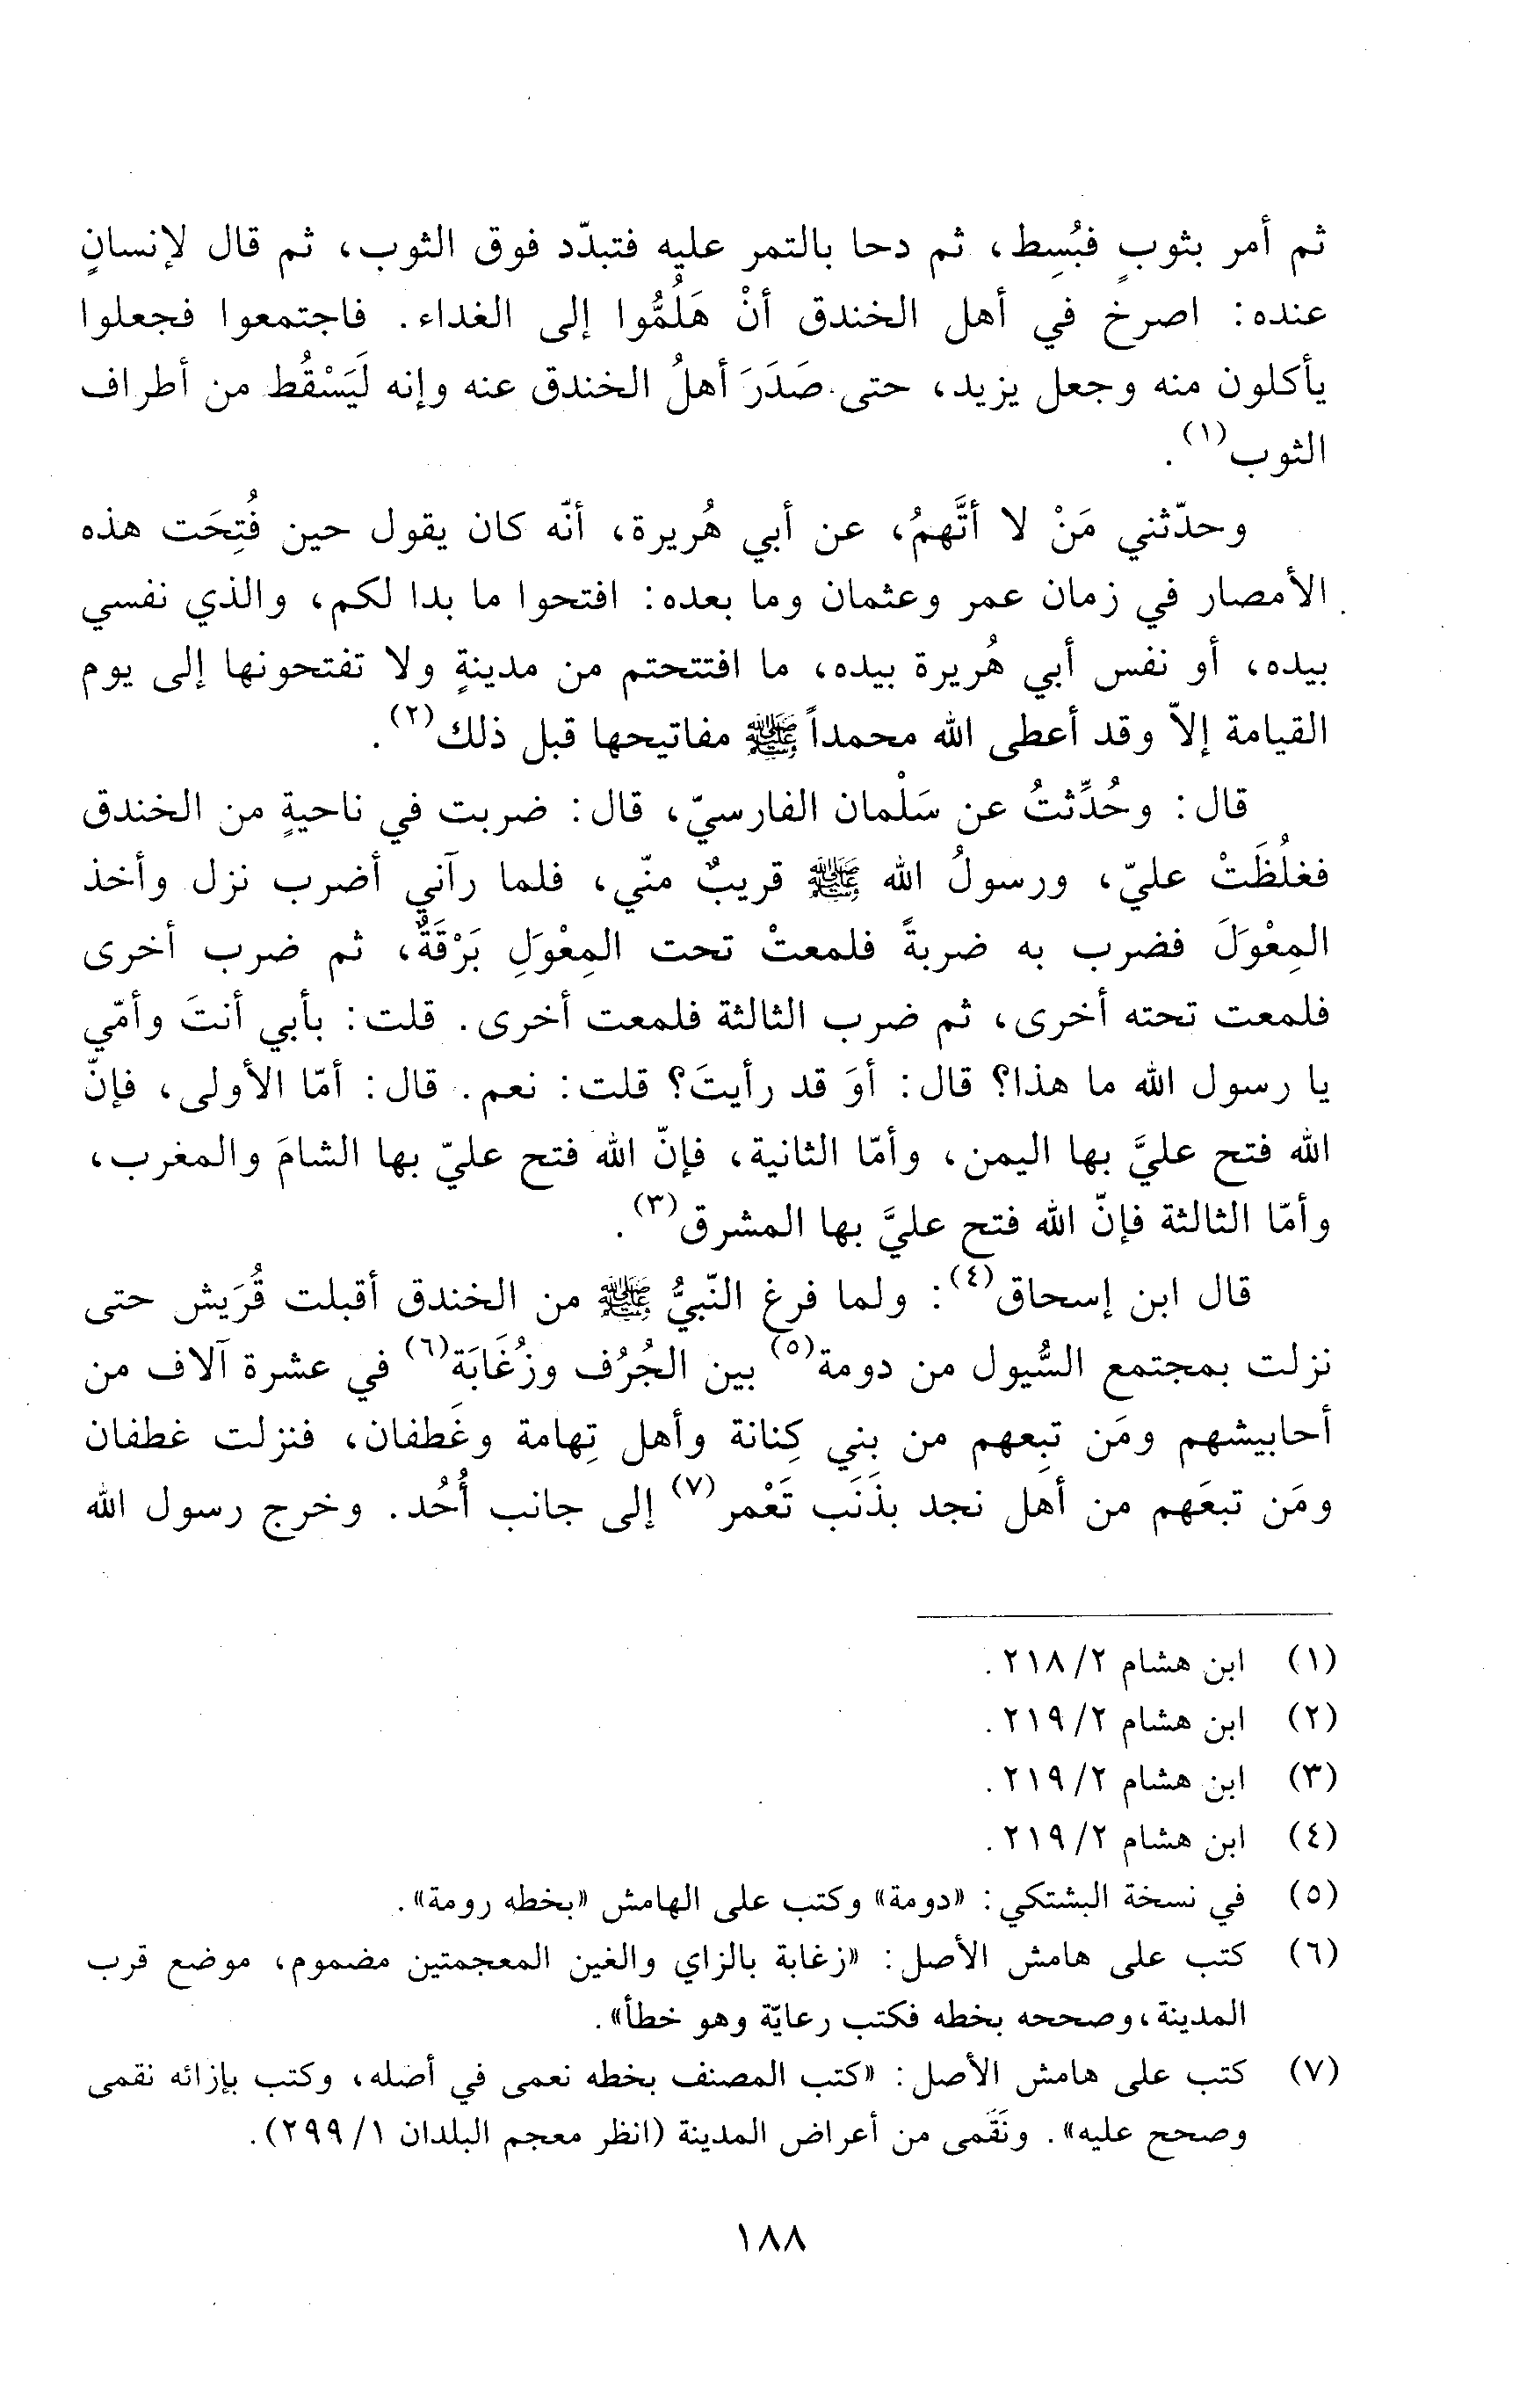 ثم أمر بثوبٍ فبُسِط، ثم دحا بالتمر عليه فتبدّد فوق الثوب، ثم قال لإنسانٍ
عنده: اصرخ في أهل الخندق أنْ هَلُمُّوا إلى الغداء. فاجتمعوا فجعلوا
يأكلون منه وجعل يزيد، حتى صَدَرَ أهلُ الخندق عنه وإنه لَيَسْقُط من أطراف
الثوب(١).
وحدّثني مَنْ لا أتَّهمُ، عن أبي هُريرة، أنّه كان يقول حين فُتِحَت هذه
الأمصار في زمان عمر وعثمان وما بعده: افتحوا ما بدا لكم، والذي نفسي
بيده، أو نفس أبي هُريرة بيده، ما افتتحتم من مدينةٍ ولا تفتحونها إلى يوم
القيامة إلاّ وقد أعطى الله محمداً ﷺ مفاتيحها قبل ذلك(٢).
قال: وحُدِّثتُ عن سَلْمان الفارسيّ، قال: ضربت في ناحيةٍ من الخندق
فغلُظَتْ عليّ، ورسولُ الله ﷺ قريبٌ منّي، فلما رآني أضرب نزل وأخذ
المِعْوَلَ فضرب به ضربةً فلمعتْ تحت المِعْوَلِ بَرْقَةٌ، ثم ضرب أخرى
فلمعت تحته أخرى، ثم ضرب الثالثة فلمعت أخرى. قلت: بأبي أنتَ وأمّي
يا رسول الله ما هذا؟ قال: أوَ قد رأيتَ؟ قلت: نعم. قال: أمّا الأولى، فإنّ
الله فتح عليَّ بها اليمن، وأمّا الثانية، فإنّ الله فتح عليّ بها الشامَ والمغرب،
وأمّا الثالثة فإنّ الله فتح عليَّ بها المشرق(٣).
قال ابن إسحاق(٤): ولما فرغ النّبيُّ ﷺ من الخندق أقبلت قُرَيش حتى
نزلت بمجتمع السُّيول من دومة(٥) بين الجُرُف وزُغَابَة(٦) في عشرة آلاف من
أحابيشهم ومَن تبِعهم من بني كِنانة وأهل تِهامة وغَطفان، فنزلت غطفان
ومَن تبعَهم من أهل نجد بذَنَب تَعْمر(٧) إلى جانب أُحُد. وخرج رسول الله
(١) ابن هشام ٢/ ٢١٨.
(٢) ابن هشام ٢/ ٢١٩.
(٣) ابن هشام ٢/ ٢١٩.
(٤) ابن هشام ٢/ ٢١٩.
(٥) في نسخة البشتكي: «دومة» وكتب على الهامش «بخطه رومة».
(٦) كتب على هامش الأصل: «زغابة بالزاي والغين المعجمتين مضموم، موضع قرب
المدينة، وصححه بخطه فكتب رعايّة وهو خطأ».
(٧) كتب على هامش الأصل: «كتب المصنف بخطه نعمى في أصله، وكتب بإزائه نقمى
وصحح عليه». ونَقَمى من أعراض المدينة (انظر معجم البلدان ١/ ٢٩٩).
١٨٨